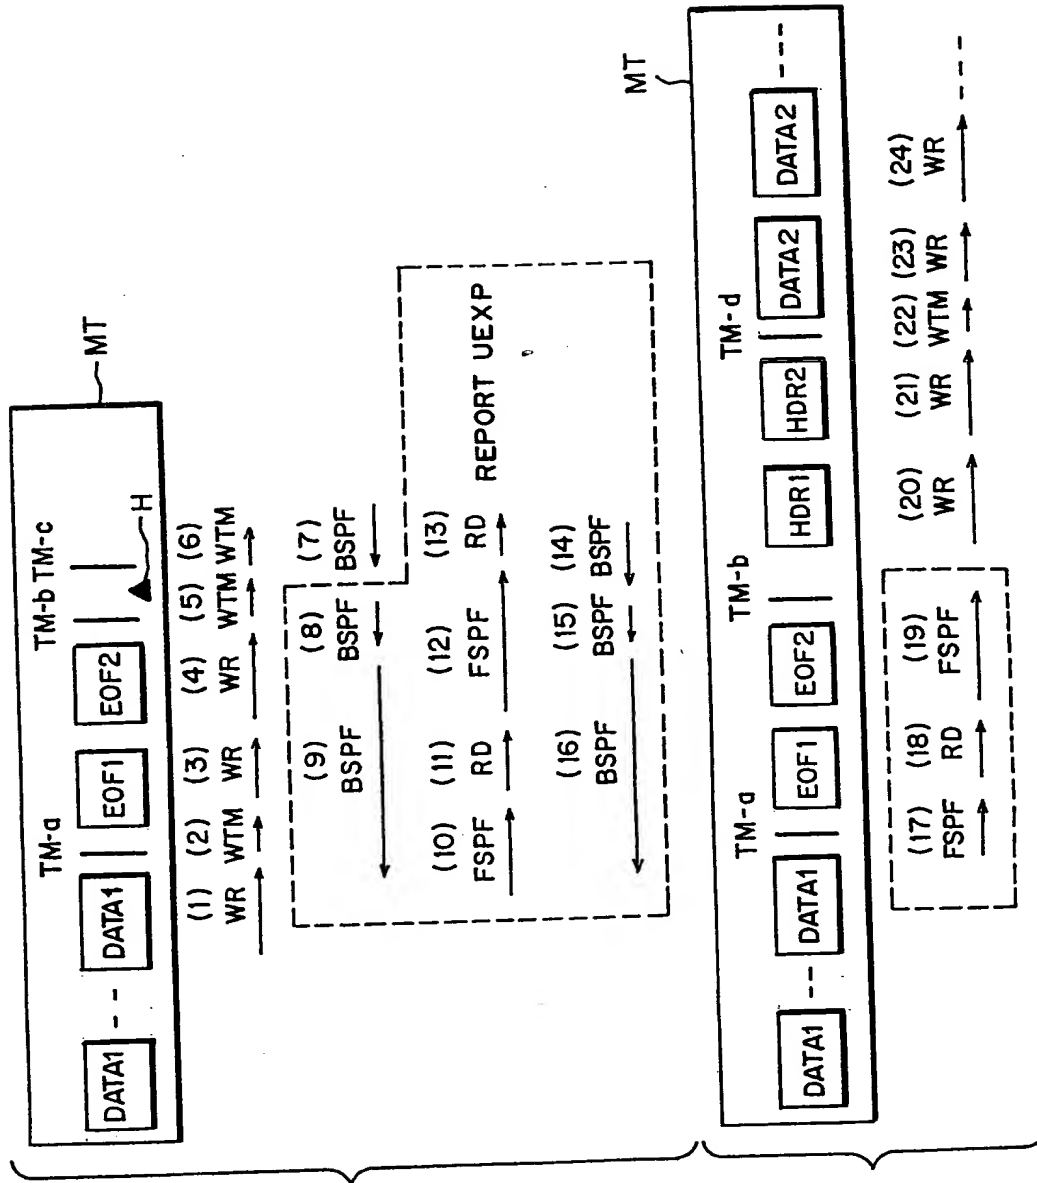 MT
TM-a TM-b TM-c
DATA1 -- DATA1 EOF1 EOF2 H
(1) (2) (3) (4) (5) (6)
WR WTM WR WR WTM WTM
(9) (8) (7)
BSPF BSPF BSPF
(10) (11) (12) (13)
FSPF RD FSPF RD REPORT UEXP
(16) (15) (14)
BSPF BSPF BSPF
MT
TM-a TM-b TM-d
DATA1 --- DATA1 EOF1 EOF2 HDR1 HDR2 DATA2 DATA2 ----
(17) (18) (19) (20) (21) (22) (23) (24)
FSPF RD FSPF WR WR WTM WR WR